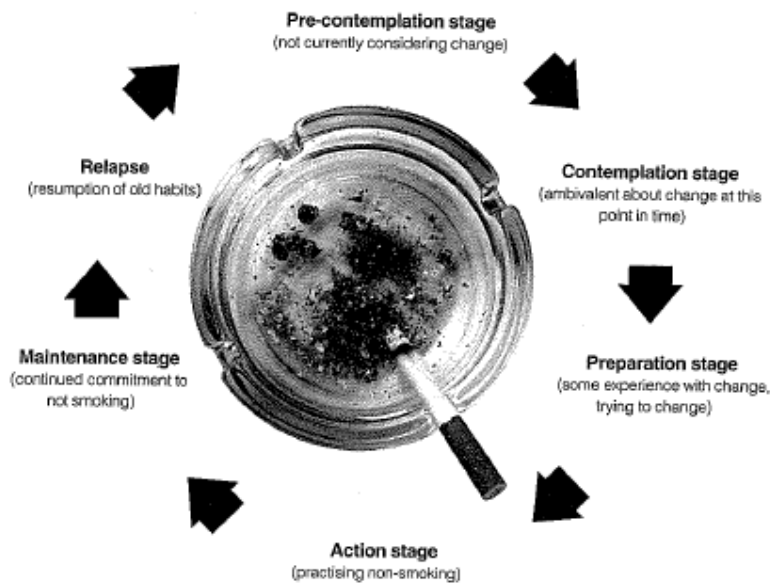 Pre-contemplation stage
(not currently considering change)
Contemplation stage
(ambivalent about change at this
point in time)
Preparation stage
(some experience with change,
trying to change)
Action stage
(practising non-smoking)
Maintenance stage
(continued commitment to
not smoking)
Relapse
(resumption of old habits)